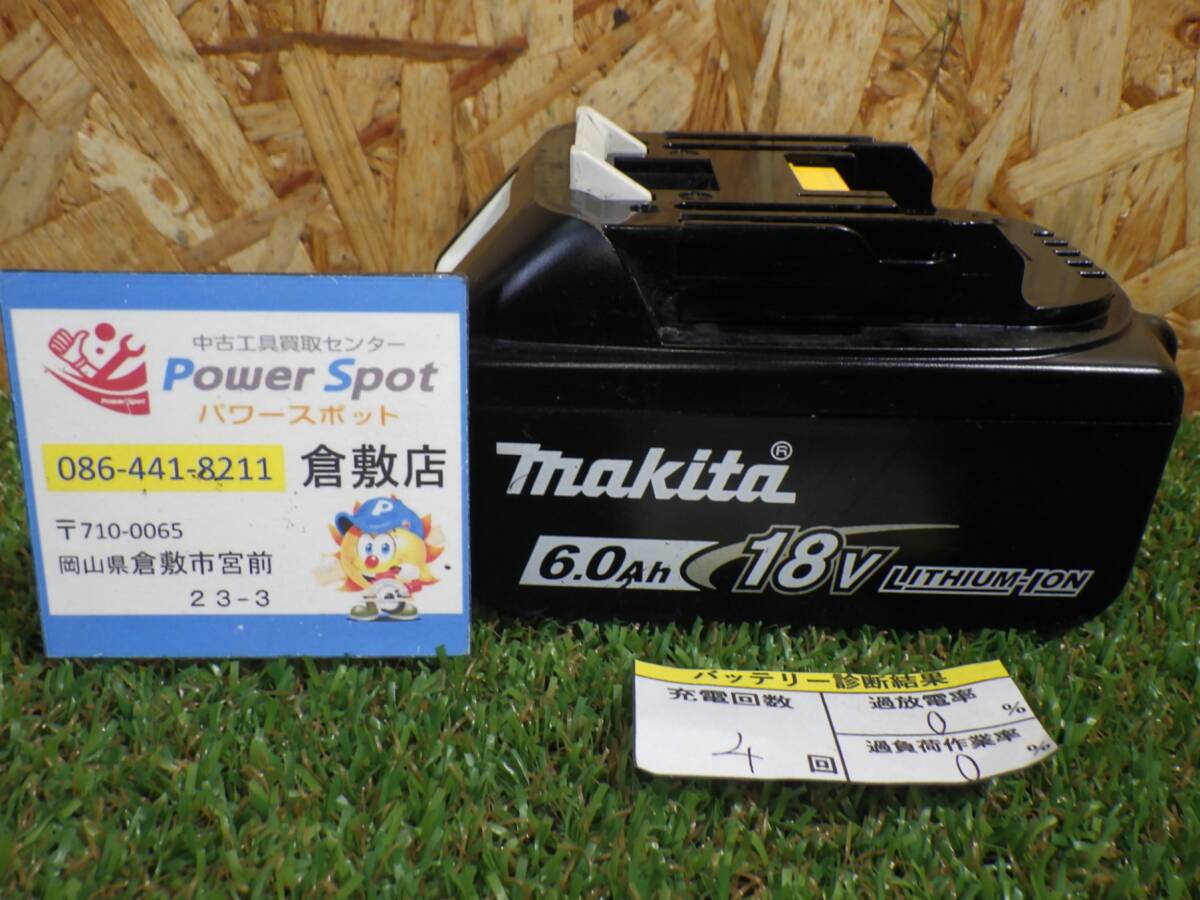 中古工具買取センター
Power Spot
PowerSpot
パワースポット
086-441-8211 倉敷店
〒710-0065
岡山県倉敷市宮前
２３-３
P
makita®
6.0Ah 18V LITHIUM-ION
バッテリー診断結果
充電回数
4回
過放電率
0%
過負荷作業率
0%